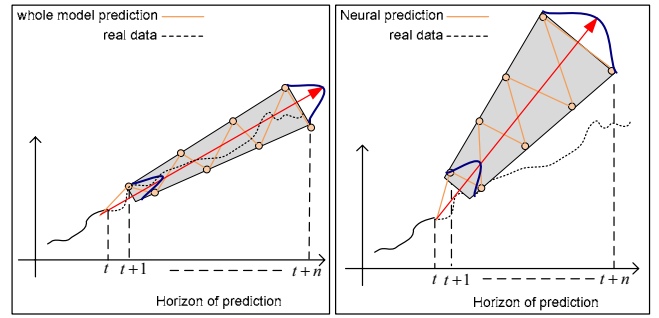 whole model prediction
real data
t t+1 t+n
Horizon of prediction
Neural prediction
real data
t t+1 t+n
Horizon of prediction